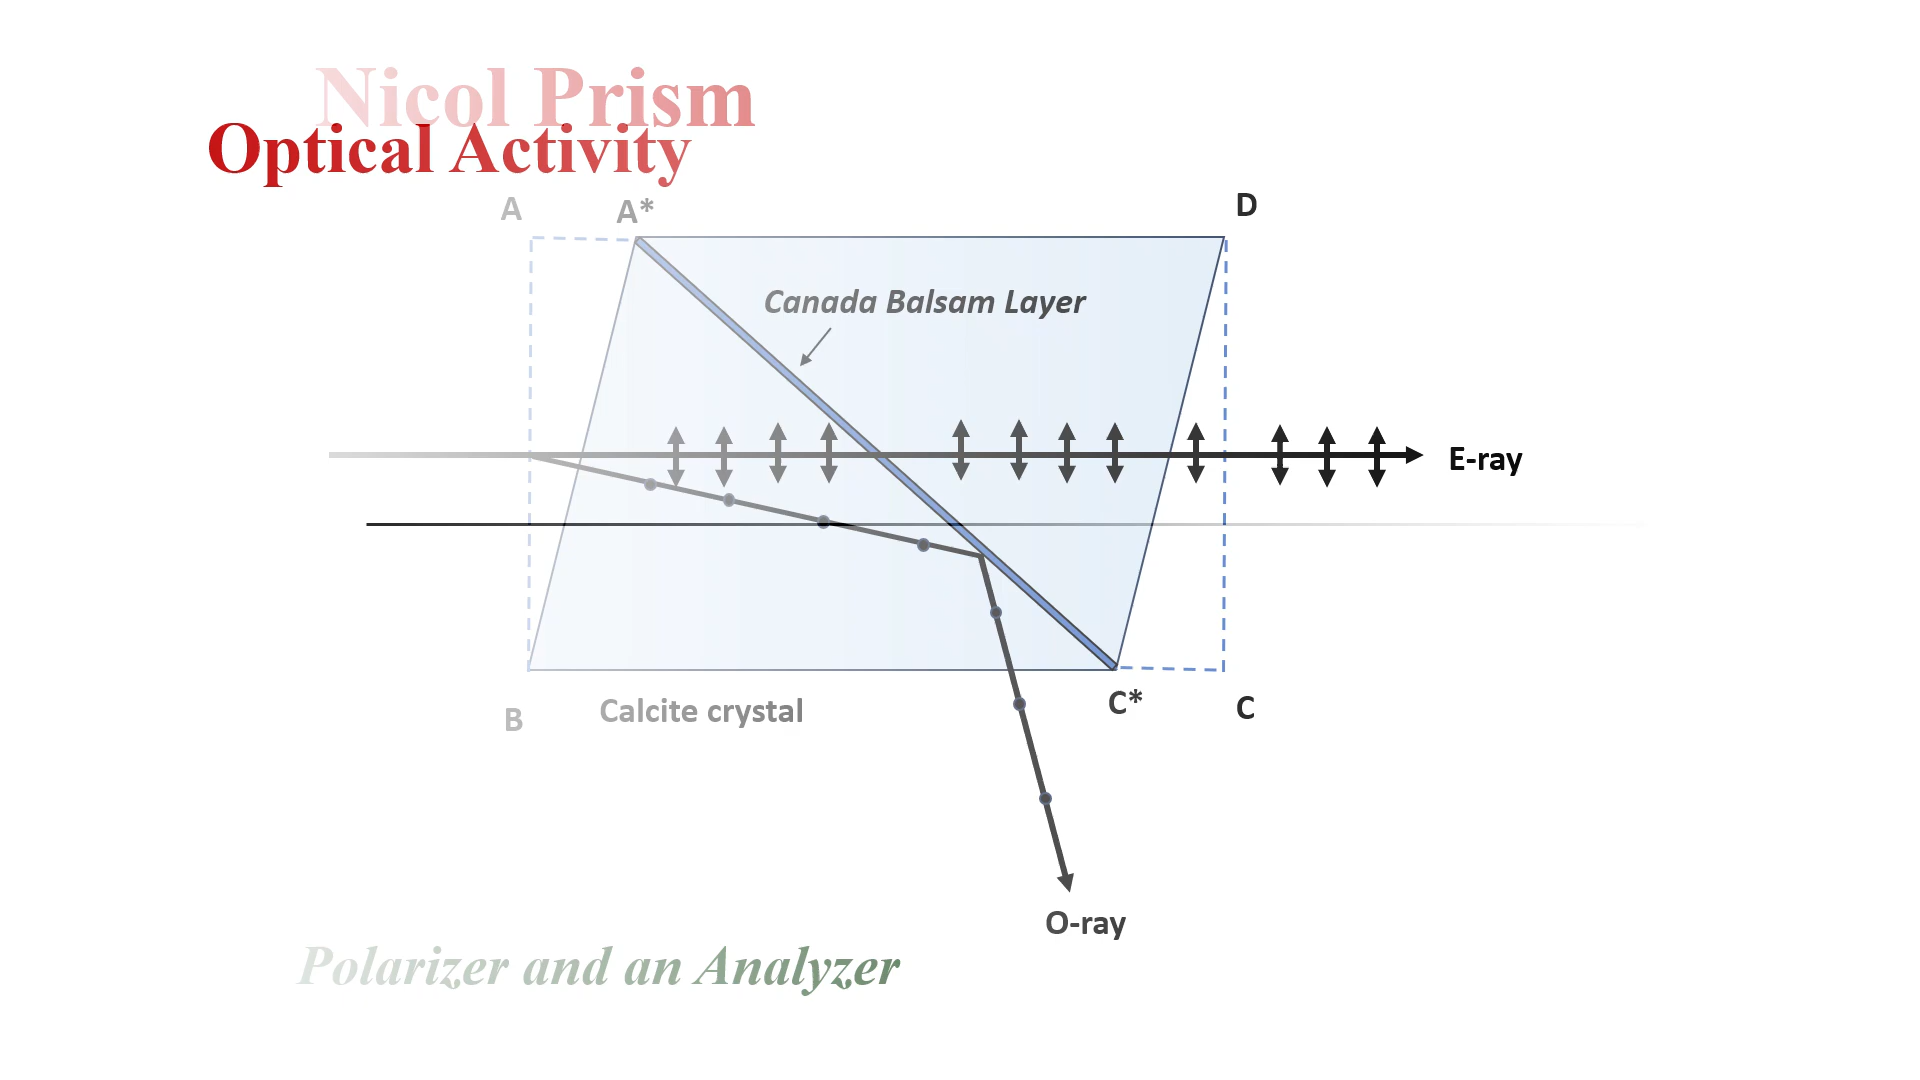 Nicol Prism
Optical Activity
A
A*
D
Canada Balsam Layer
E-ray
B
Calcite crystal
C*
C
O-ray
Polarizer and an Analyzer